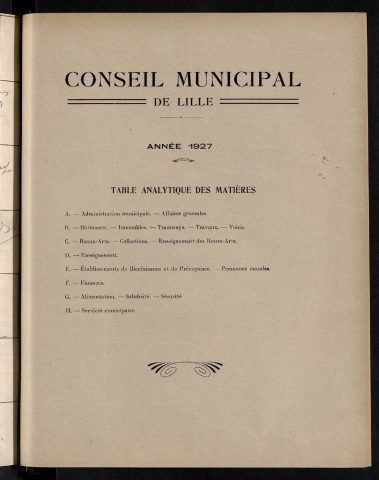 CONSEIL MUNICIPAL
DE LILLE
ANNÉE 1927
TABLE ANALYTIQUE DES MATIÈRES
A. — Administration municipale. — Affaires générales.
B. — Bâtiments. — Immeubles. — Tramways. — Travaux. — Voirie.
C. — Beaux-Arts. — Collections. — Enseignement des Beaux-Arts.
D. — Enseignement.
E. — Établissements de Bienfaisance et de Prévoyance. — Personnes morales.
F. — Finances.
G. — Alimentation. — Salubrité. — Sécurité
H. — Services municipaux.